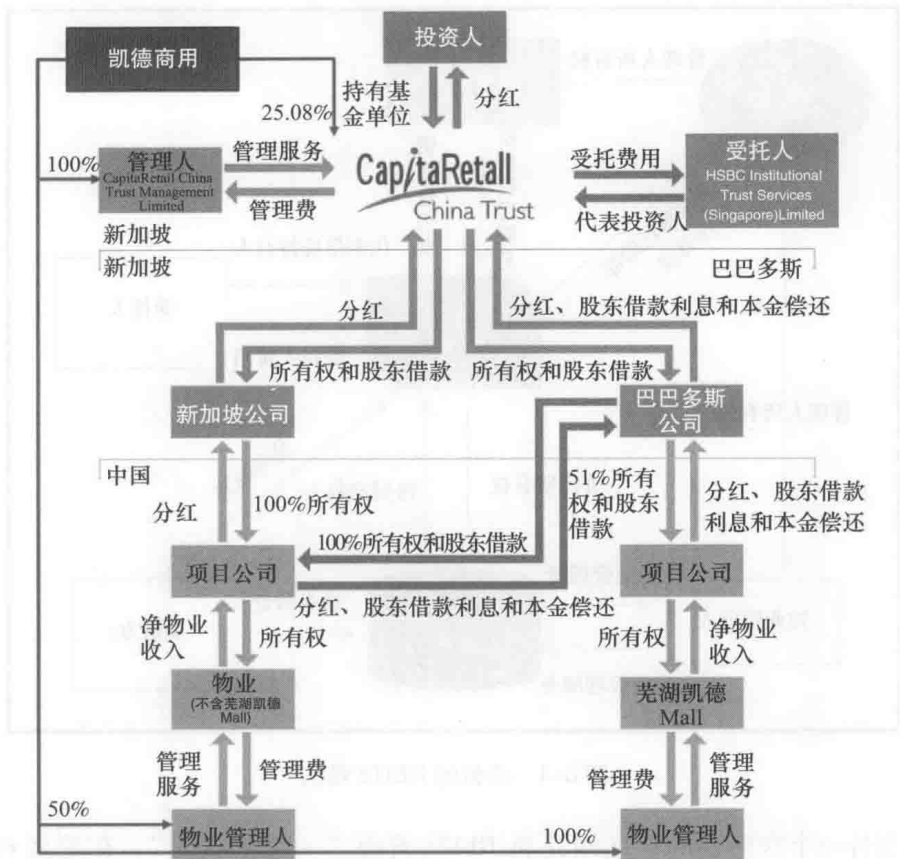 投资人
凯德商用
25.08%
持有基
金单位
分红
100%
管理人
CapitaRetail China
Trust Management
Limited
新加坡
管理服务
管理费
CapitaRetail
China Trust
受托费用
代表投资人
受托人
HSBC Institutional
Trust Services
(Singapore)Limited
新加坡
巴巴多斯
分红
分红、股东借款利息和本金偿还
所有权和股东借款
所有权和股东借款
新加坡公司
巴巴多斯
公司
中国
分红
100%所有权
51%所有
权和股东
借款
分红、股东借款
利息和本金偿还
100%所有权和股东借款
项目公司
项目公司
分红、股东借款利息和本金偿还
净物业
收入
所有权
所有权
净物业
收入
物业
(不含芜湖凯德
Mall)
芜湖凯德
Mall
管理
服务
管理费
管理费
管理
服务
50%
物业管理人
100%
物业管理人